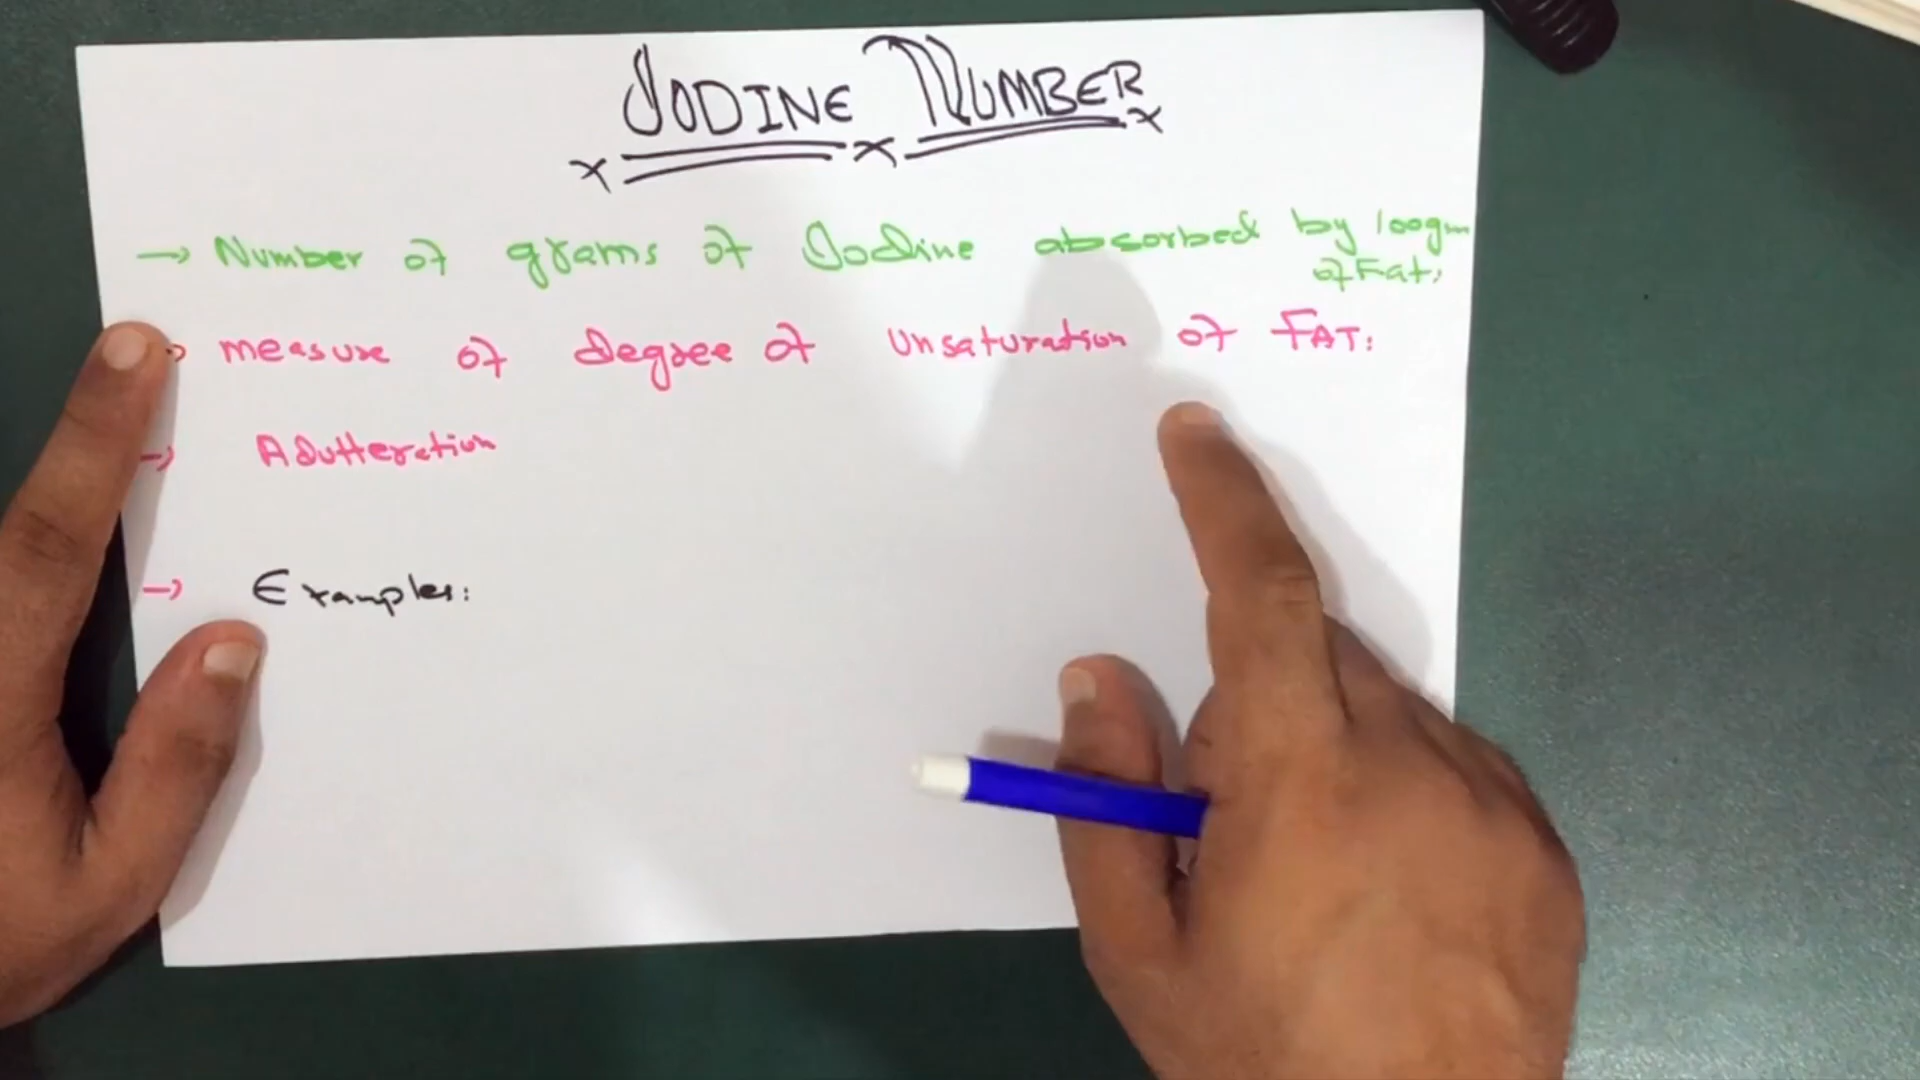 IODINE NUMBER
→ Number of grams of Iodine absorbed by 100gm
of Fat.
→ measure of degree of Unsaturation of FAT:
→ Adulteration
→ Examples: